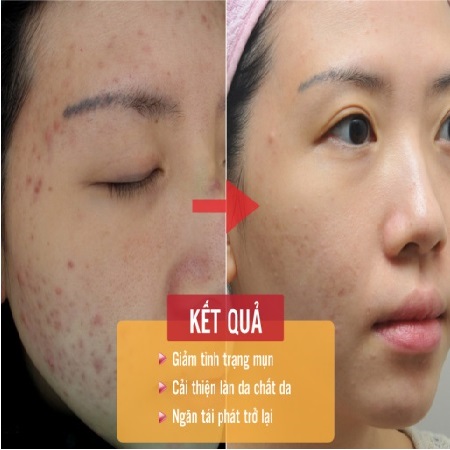 KẾT QUẢ
Giảm tình trạng mụn
Cải thiện làn da chất da
Ngăn tái phát trở lại